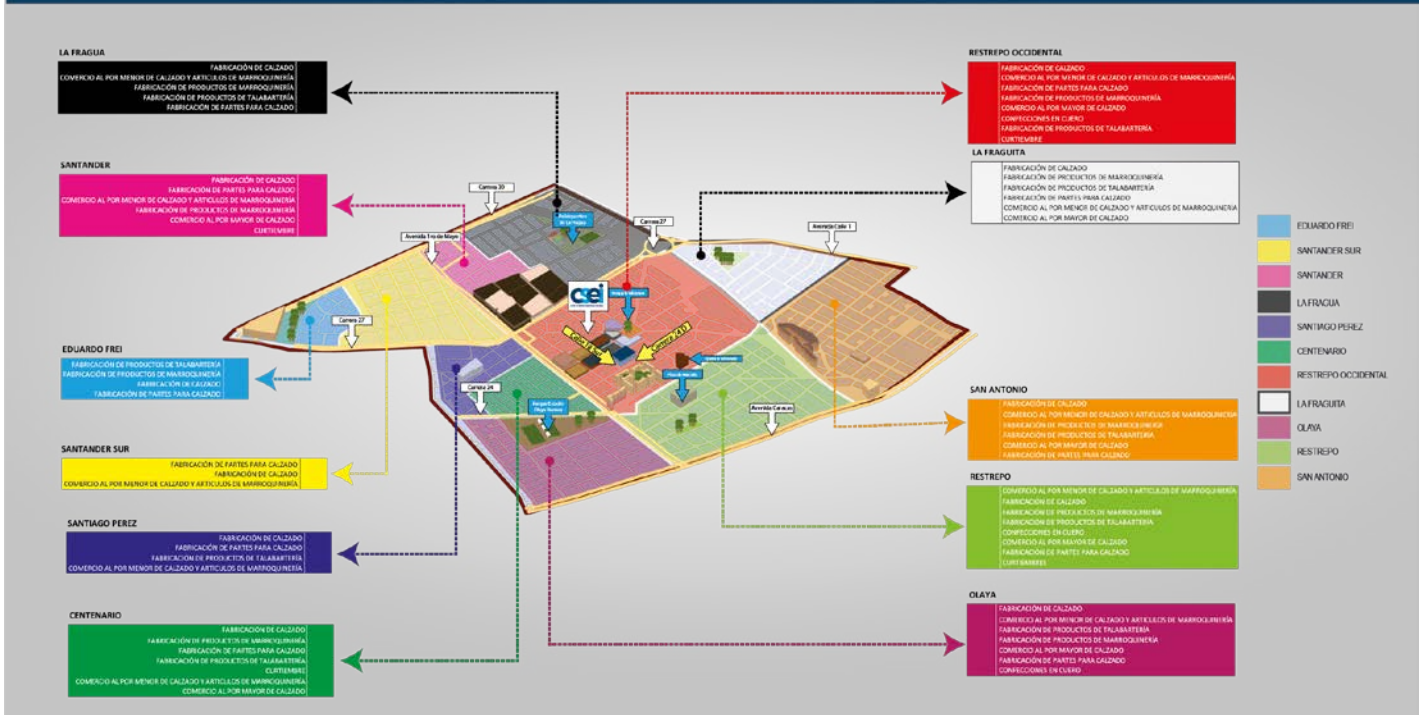 LA FRAGUA
FABRICACIÓN DE CALZADO
COMERCIO AL POR MENOR DE CALZADO Y ARTICULOS DE MARROQUINERÍA
FABRICACIÓN DE PRODUCTOS DE MARROQUINERÍA
FABRICACIÓN DE PRODUCTOS DE TALABARTERÍA
FABRICACIÓN DE PARTES PARA CALZADO
SANTANDER
FABRICACIÓN DE CALZADO
FABRICACIÓN DE PARTES PARA CALZADO
COMERCIO AL POR MENOR DE CALZADO Y ARTICULOS DE MARROQUINERÍA
FABRICACIÓN DE PRODUCTOS DE MARROQUINERÍA
COMERCIO AL POR MAYOR DE CALZADO
CURTIEMBRE
EDUARDO FREI
FABRICACIÓN DE PRODUCTOS DE TALABARTERÍA
FABRICACIÓN DE PRODUCTOS DE MARROQUINERÍA
FABRICACIÓN DE CALZADO
FABRICACIÓN DE PARTES PARA CALZADO
SANTANDER SUR
FABRICACIÓN DE PARTES PARA CALZADO
FABRICACIÓN DE CALZADO
COMERCIO AL POR MENOR DE CALZADO Y ARTICULOS DE MARROQUINERÍA
SANTIAGO PEREZ
FABRICACIÓN DE CALZADO
FABRICACIÓN DE PARTES PARA CALZADO
FABRICACIÓN DE PRODUCTOS DE TALABARTERÍA
COMERCIO AL POR MENOR DE CALZADO Y ARTICULOS DE MARROQUINERÍA
CENTENARIO
FABRICACIÓN DE CALZADO
FABRICACIÓN DE PRODUCTOS DE MARROQUINERÍA
FABRICACIÓN DE PARTES PARA CALZADO
FABRICACIÓN DE PRODUCTOS DE TALABARTERÍA
CURTIEMBRE
COMERCIO AL POR MENOR DE CALZADO Y ARTICULOS DE MARROQUINERÍA
COMERCIO AL POR MAYOR DE CALZADO
Carrera 30
Avenida 1ro de Mayo
Carrera 27
Avenida Calle 1
Carrera 27
csei
Calle 18 Sur
Carrera 24 D
Carrera 24
Avenida Caracas
RESTREPO OCCIDENTAL
FABRICACIÓN DE CALZADO
COMERCIO AL POR MENOR DE CALZADO Y ARTICULOS DE MARROQUINERÍA
FABRICACIÓN DE PARTES PARA CALZADO
FABRICACIÓN DE PRODUCTOS DE MARROQUINERÍA
COMERCIO AL POR MAYOR DE CALZADO
CONFECCIONES EN CUERO
FABRICACIÓN DE PRODUCTOS DE TALABARTERÍA
CURTIEMBRE
LA FRAGUITA
FABRICACIÓN DE CALZADO
FABRICACIÓN DE PRODUCTOS DE MARROQUINERÍA
FABRICACIÓN DE PRODUCTOS DE TALABARTERÍA
FABRICACIÓN DE PARTES PARA CALZADO
COMERCIO AL POR MENOR DE CALZADO Y ARTICULOS DE MARROQUINERÍA
COMERCIO AL POR MAYOR DE CALZADO
SAN ANTONIO
FABRICACIÓN DE CALZADO
COMERCIO AL POR MENOR DE CALZADO Y ARTICULOS DE MARROQUINERÍA
FABRICACIÓN DE PRODUCTOS DE MARROQUINERÍA
FABRICACIÓN DE PRODUCTOS DE TALABARTERÍA
COMERCIO AL POR MAYOR DE CALZADO
FABRICACIÓN DE PARTES PARA CALZADO
RESTREPO
COMERCIO AL POR MENOR DE CALZADO Y ARTICULOS DE MARROQUINERÍA
FABRICACIÓN DE CALZADO
FABRICACIÓN DE PRODUCTOS DE MARROQUINERÍA
FABRICACIÓN DE PRODUCTOS DE TALABARTERÍA
CONFECCIONES EN CUERO
COMERCIO AL POR MAYOR DE CALZADO
FABRICACIÓN DE PARTES PARA CALZADO
CURTIEMBRES
OLAYA
FABRICACIÓN DE CALZADO
COMERCIO AL POR MENOR DE CALZADO Y ARTICULOS DE MARROQUINERÍA
FABRICACIÓN DE PRODUCTOS DE TALABARTERÍA
FABRICACIÓN DE PRODUCTOS DE MARROQUINERÍA
COMERCIO AL POR MAYOR DE CALZADO
FABRICACIÓN DE PARTES PARA CALZADO
CONFECCIONES EN CUERO
EDUARDO FREI
SANTANDER SUR
SANTANDER
LA FRAGUA
SANTIAGO PEREZ
CENTENARIO
RESTREPO OCCIDENTAL
LA FRAGUITA
OLAYA
RESTREPO
SAN ANTONIO